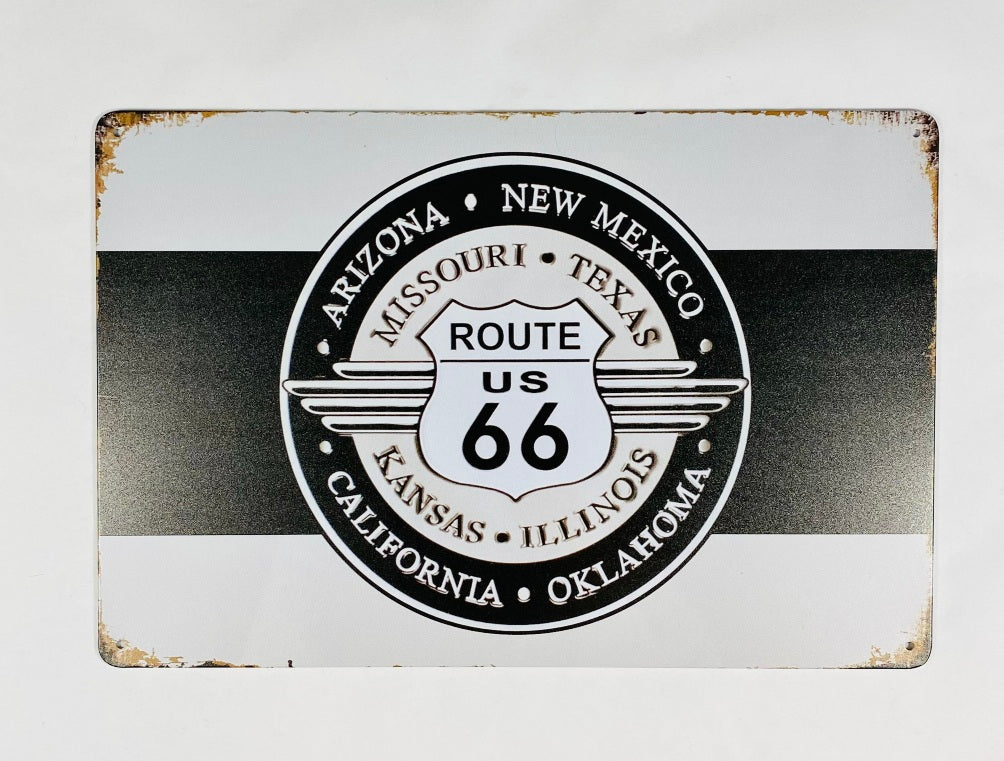 ARIZONA • NEW MEXICO
MISSOURI • TEXAS
ROUTE
US
66
KANSAS • ILLINOIS
CALIFORNIA • OKLAHOMA